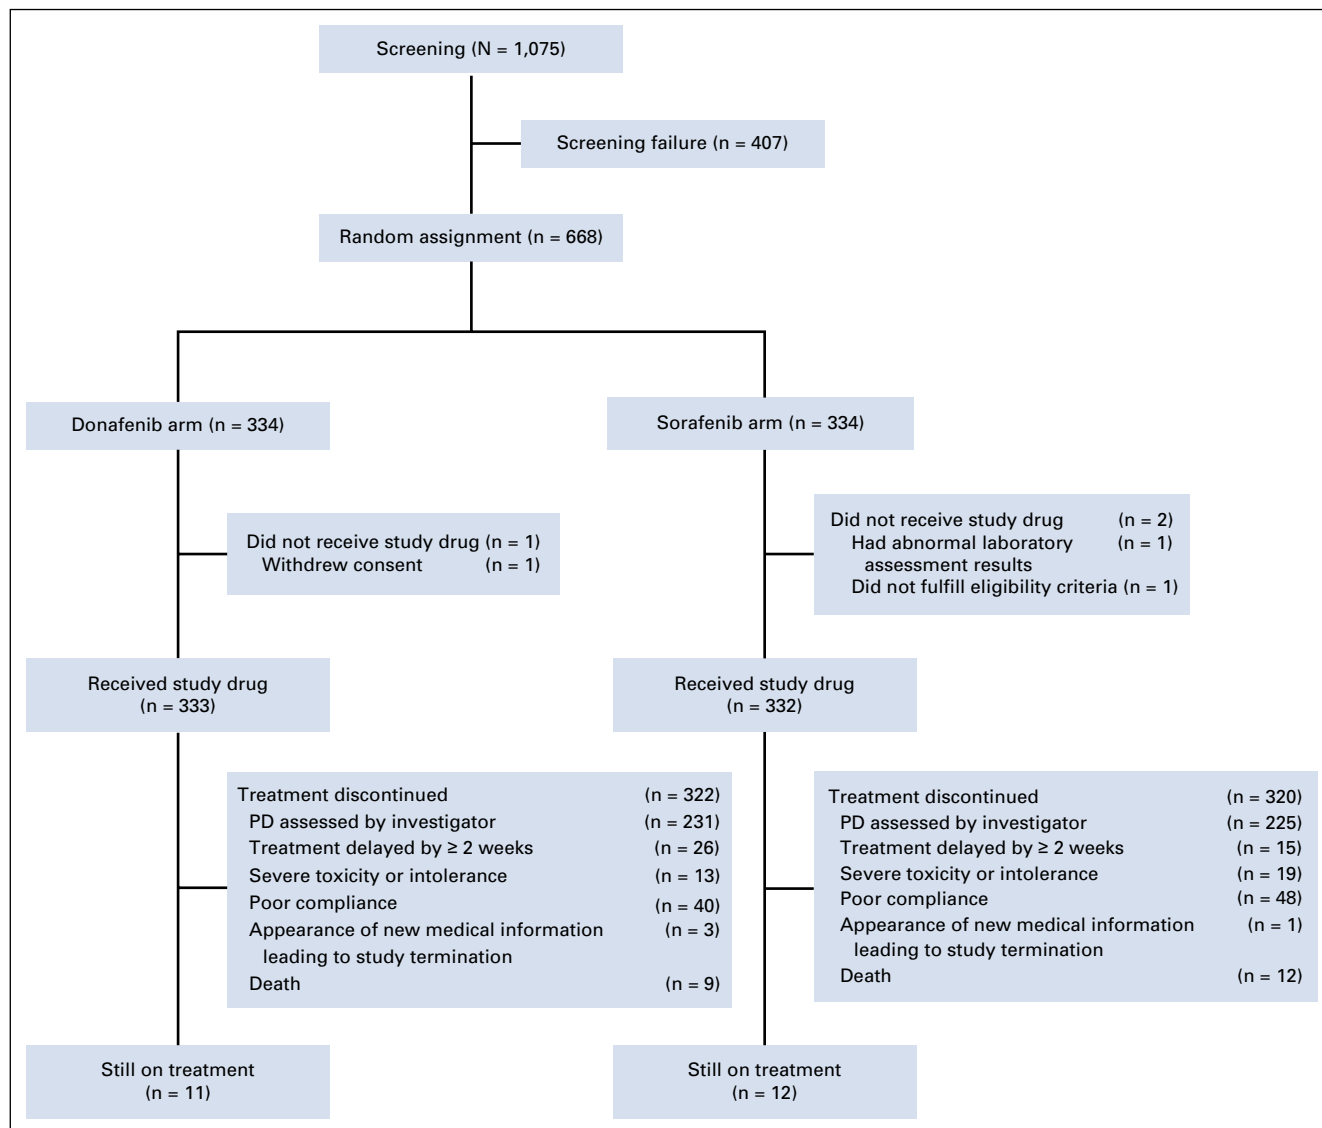 Screening (N = 1,075)
Screening failure (n = 407)
Random assignment (n = 668)
Donafenib arm (n = 334)
Sorafenib arm (n = 334)
Did not receive study drug (n = 1)
Withdrew consent (n = 1)
Did not receive study drug (n = 2)
Had abnormal laboratory (n = 1)
assessment results
Did not fulfill eligibility criteria (n = 1)
Received study drug
(n = 333)
Received study drug
(n = 332)
Treatment discontinued (n = 322)
PD assessed by investigator (n = 231)
Treatment delayed by ≥ 2 weeks (n = 26)
Severe toxicity or intolerance (n = 13)
Poor compliance (n = 40)
Appearance of new medical information (n = 3)
leading to study termination
Death (n = 9)
Treatment discontinued (n = 320)
PD assessed by investigator (n = 225)
Treatment delayed by ≥ 2 weeks (n = 15)
Severe toxicity or intolerance (n = 19)
Poor compliance (n = 48)
Appearance of new medical information (n = 1)
leading to study termination
Death (n = 12)
Still on treatment
(n = 11)
Still on treatment
(n = 12)